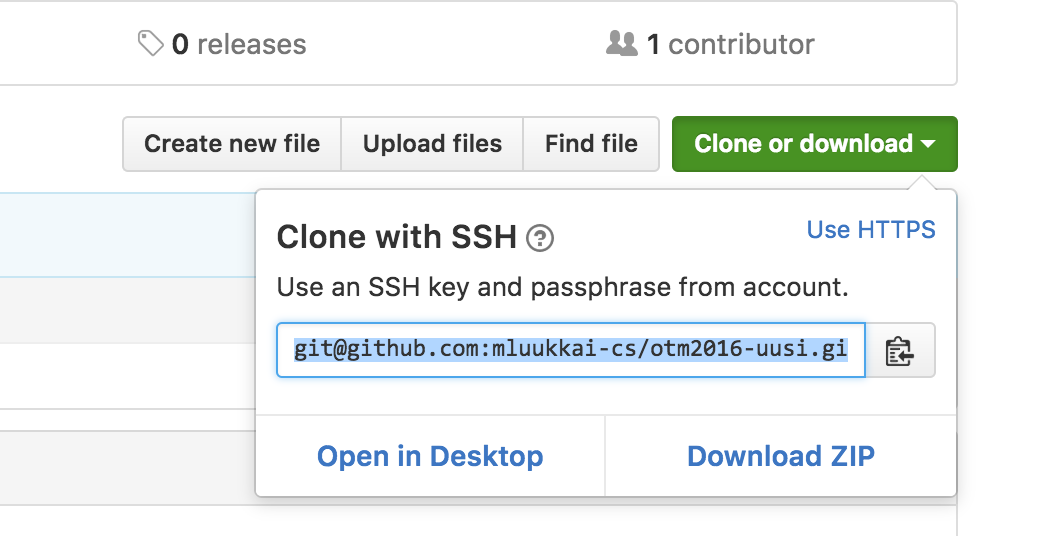 0 releases 1 contributor
Create new file Upload files Find file Clone or download
Clone with SSH ? Use HTTPS
Use an SSH key and passphrase from account.
git@github.com:mluukkai-cs/otm2016-uusi.gi
Open in Desktop Download ZIP